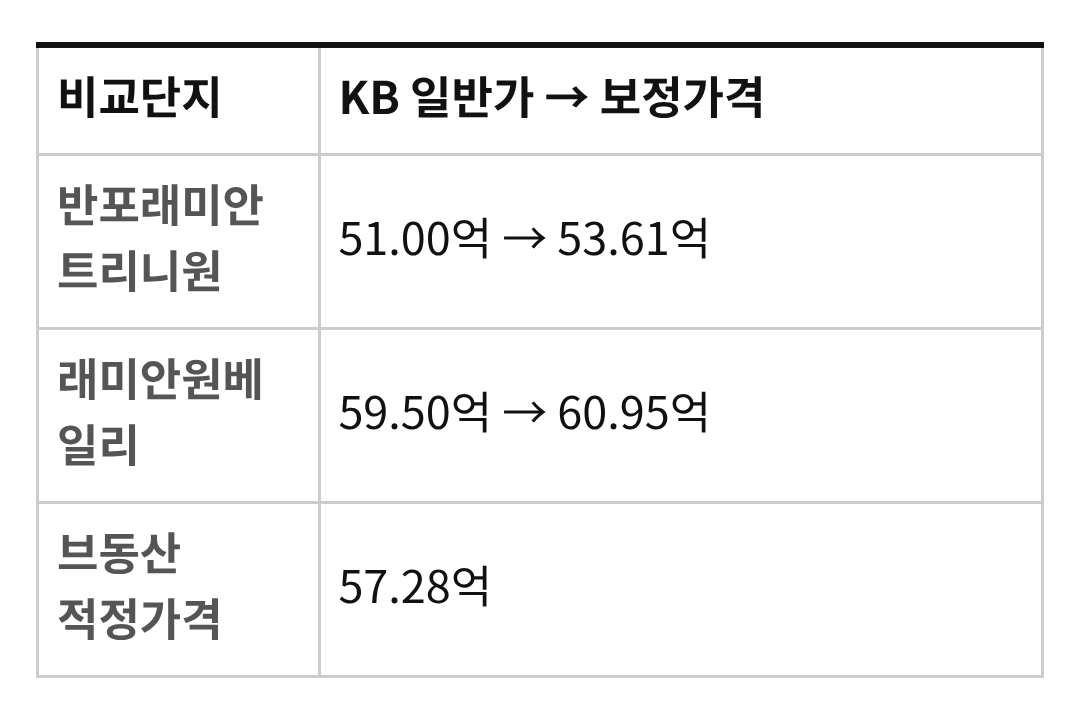 비교단지
KB 일반가 → 보정가격
반포래미안
트리니원
51.00억 → 53.61억
래미안원베
일리
59.50억 → 60.95억
브동산
적정가격
57.28억